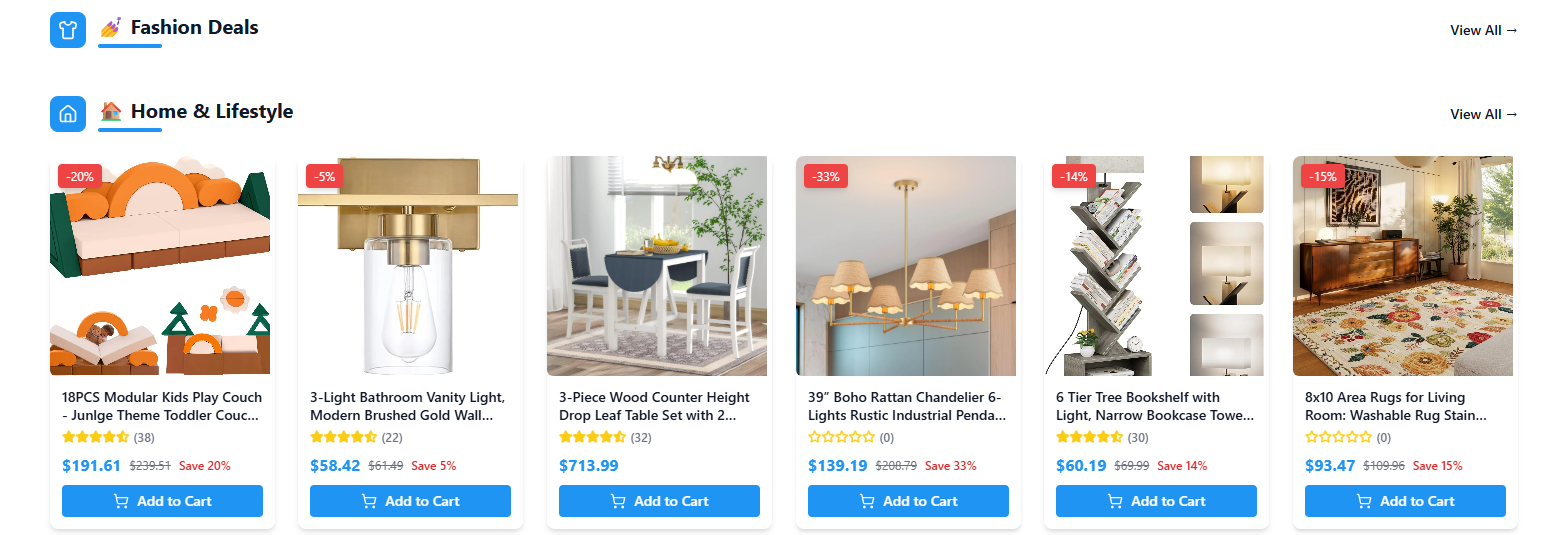 💅 Fashion Deals
View All →
🏠 Home & Lifestyle
View All →
-20%
18PCS Modular Kids Play Couch
- Junlge Theme Toddler Couc...
(38)
$191.61 $239.51 Save 20%
Add to Cart
-5%
3-Light Bathroom Vanity Light,
Modern Brushed Gold Wall...
(22)
$58.42 $61.49 Save 5%
Add to Cart
3-Piece Wood Counter Height
Drop Leaf Table Set with 2...
(32)
$713.99
Add to Cart
-33%
39” Boho Rattan Chandelier 6-
Lights Rustic Industrial Penda...
(0)
$139.19 $208.79 Save 33%
Add to Cart
-14%
6 Tier Tree Bookshelf with
Light, Narrow Bookcase Towe...
(30)
$60.19 $69.99 Save 14%
Add to Cart
-15%
8x10 Area Rugs for Living
Room: Washable Rug Stain...
(0)
$93.47 $109.96 Save 15%
Add to Cart